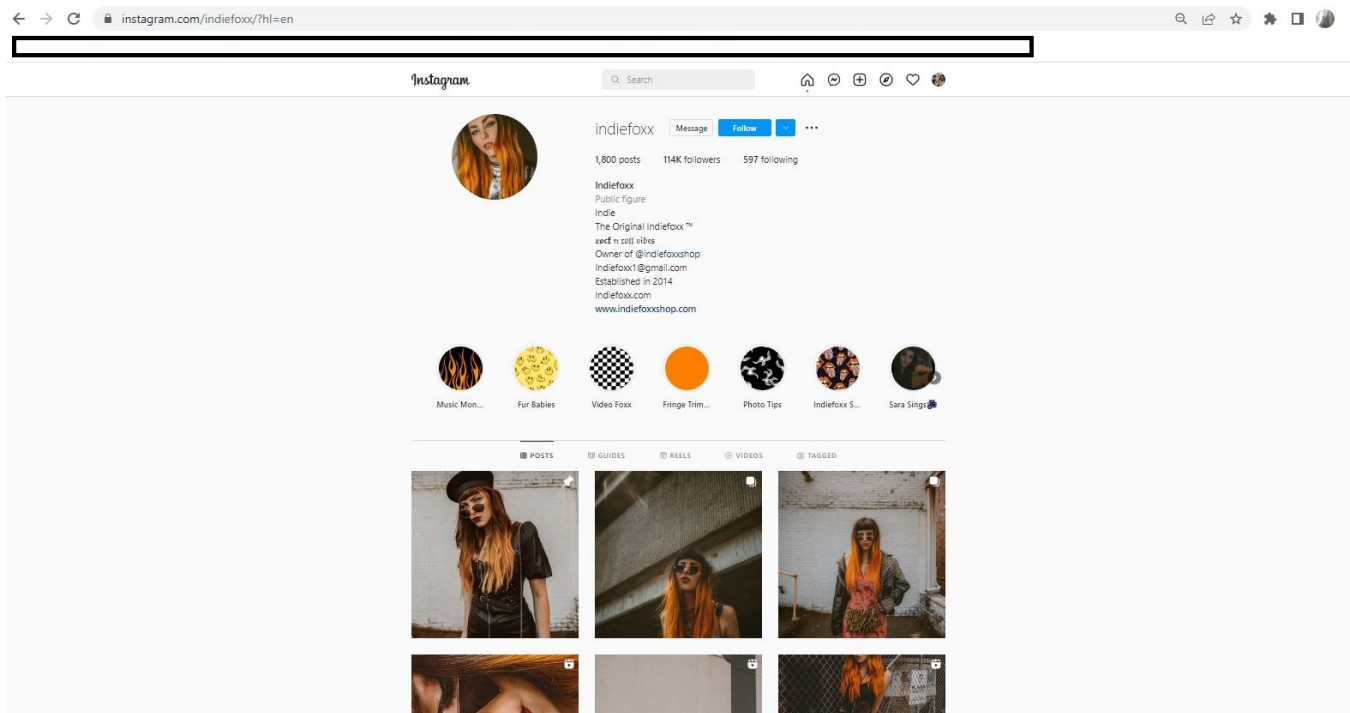 instagram.com/indiefoxx/?hl=en
Instagram
Search
indiefoxx Message Follow
1,800 posts 114K followers 597 following
Indiefoxx
Public figure
Indie
The Original Indiefoxx ™
𝖗𝖔𝖈𝖐 𝖓 𝖗𝖔𝖑𝖑 𝖛𝖎𝖇𝖊𝖘
Owner of @indiefoxxshop
Indiefoxx1@gmail.com
Established in 2014
Indiefoxx.com
www.indiefoxxshop.com
Music Mon... Fur Babies Video Foxx Fringe Trim... Photo Tips Indiefoxx S... Sara Sings
POSTS GUIDES REELS VIDEOS TAGGED